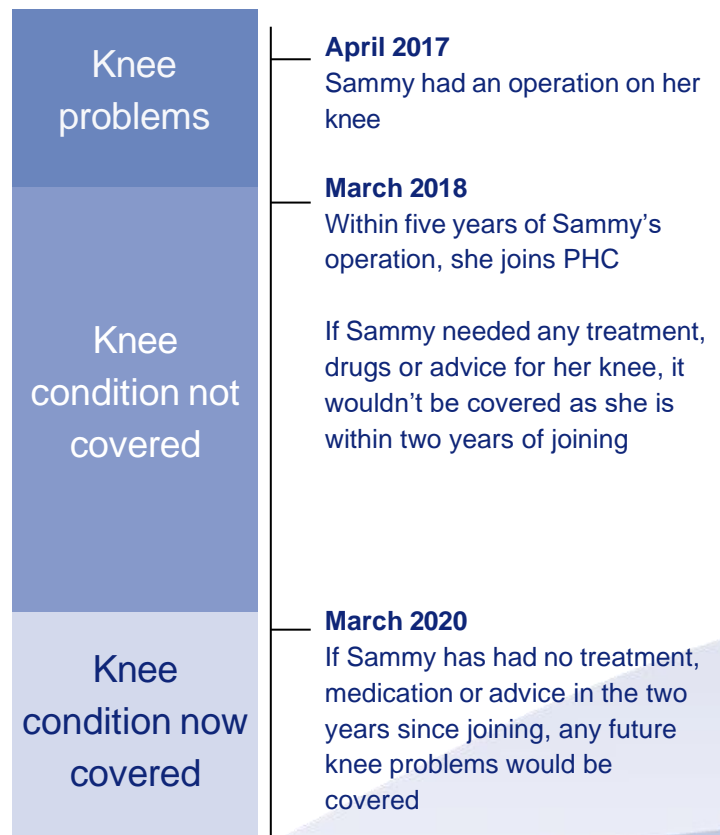 Knee
problems
April 2017
Sammy had an operation on her
knee
March 2018
Within five years of Sammy's
operation, she joins PHC
If Sammy needed any treatment,
drugs or advice for her knee, it
wouldn't be covered as she is
within two years of joining
Knee
condition not
covered
March 2020
If Sammy has had no treatment,
medication or advice in the two
years since joining, any future
knee problems would be
covered
Knee
condition now
covered